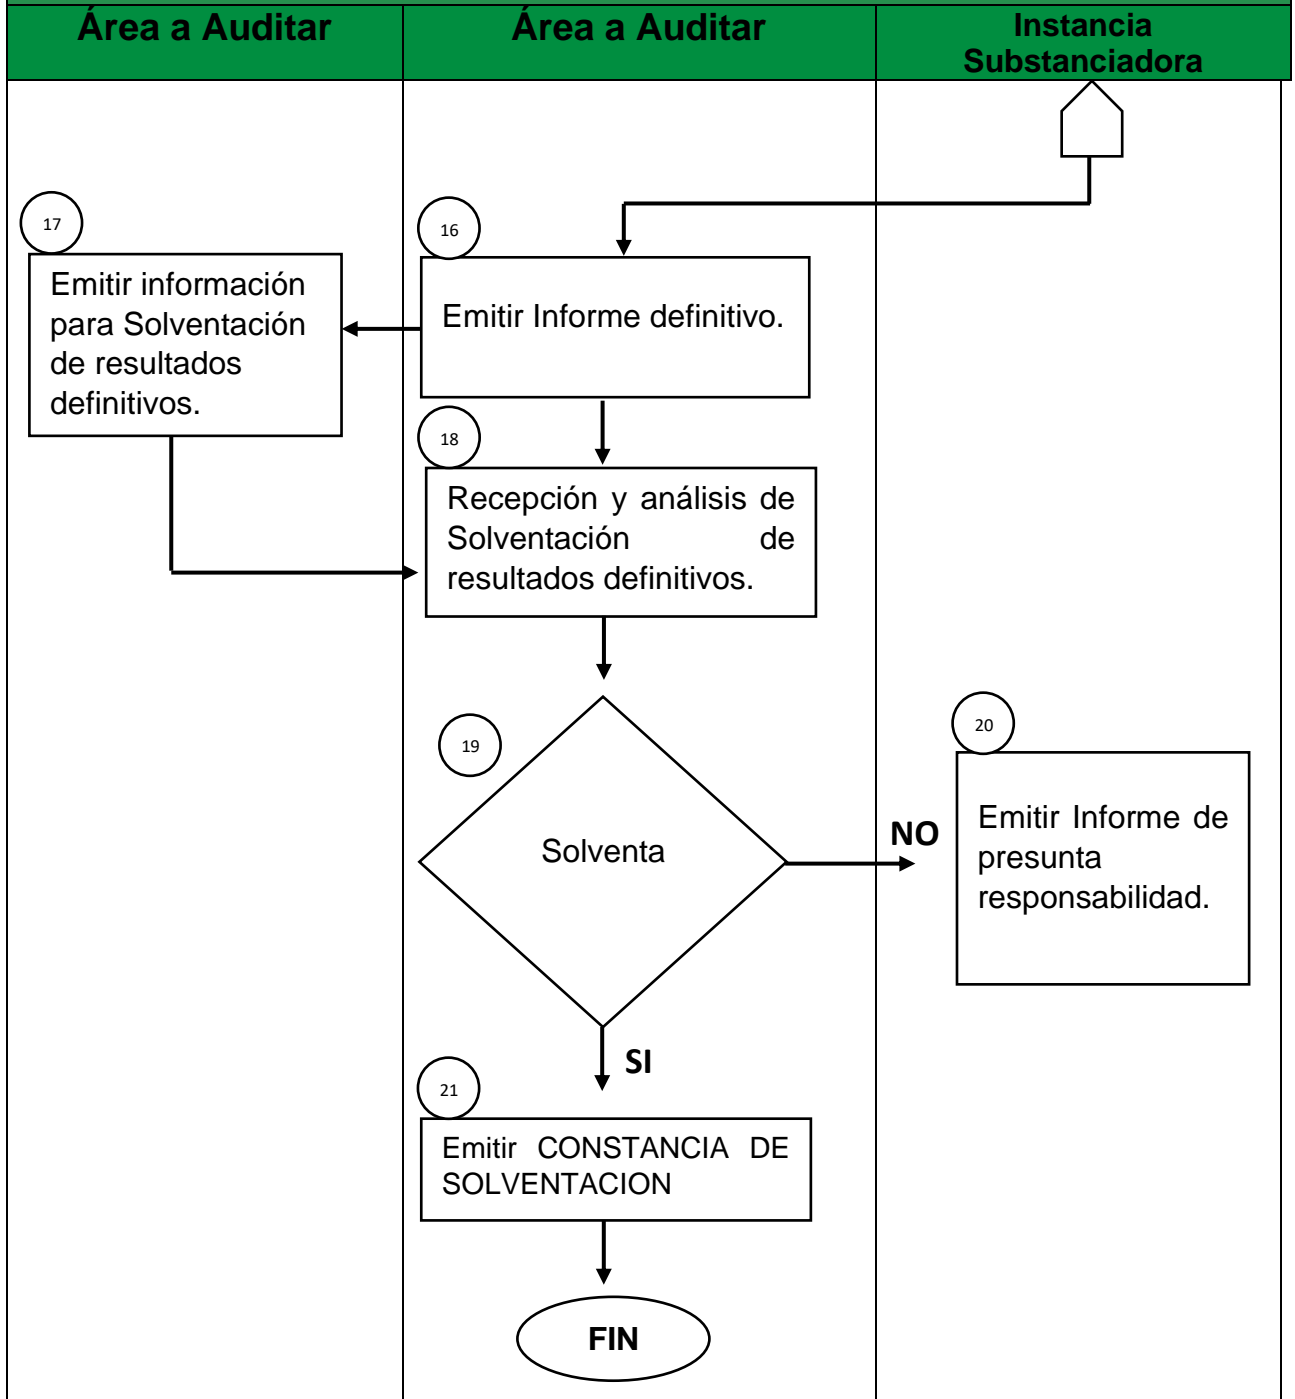 Área a Auditar
Área a Auditar
Instancia
Substanciadora
17
Emitir información
para Solventación
de resultados
definitivos.
16
Emitir Informe definitivo.
18
Recepción y análisis de
Solventación de
resultados definitivos.
19
Solventa
NO
20
Emitir Informe de
presunta
responsabilidad.
SI
21
Emitir CONSTANCIA DE
SOLVENTACION
FIN